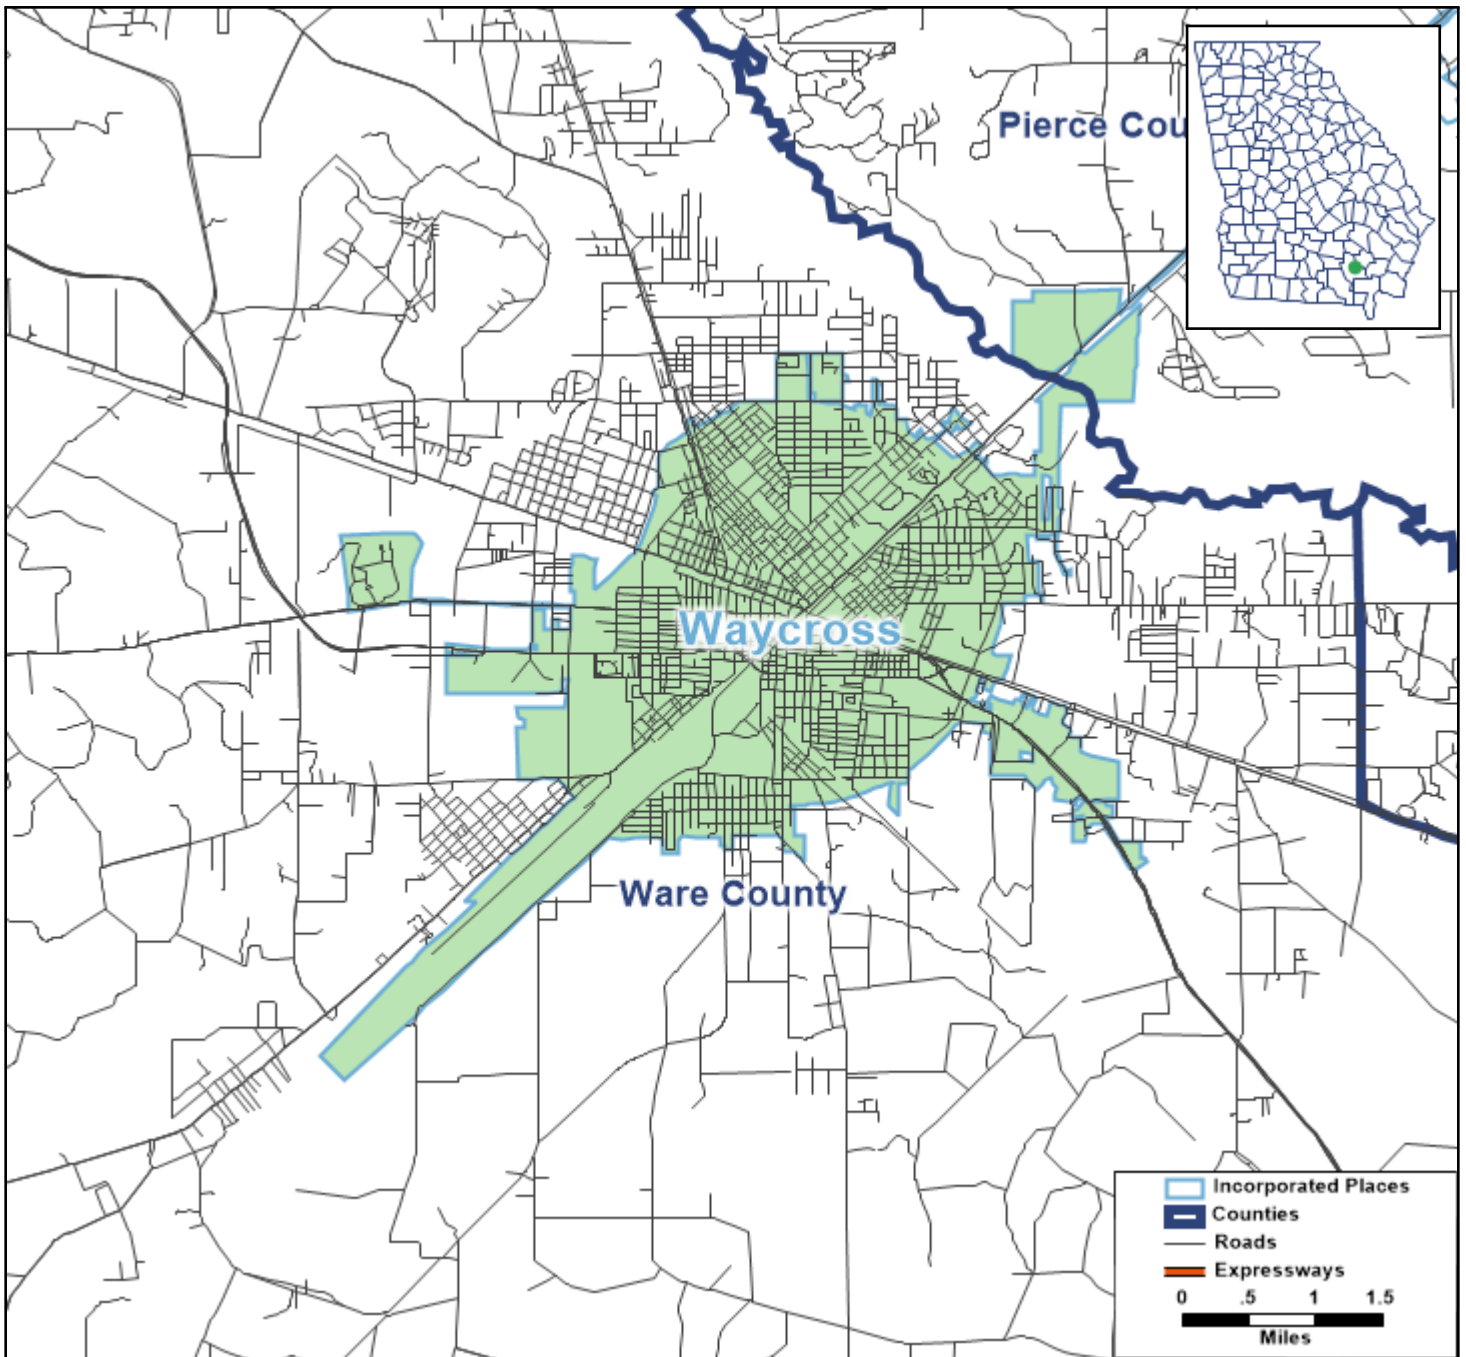 Pierce Cou
Waycross
Ware County
Incorporated Places
Counties
Roads
Expressways
0 .5 1 1.5
Miles